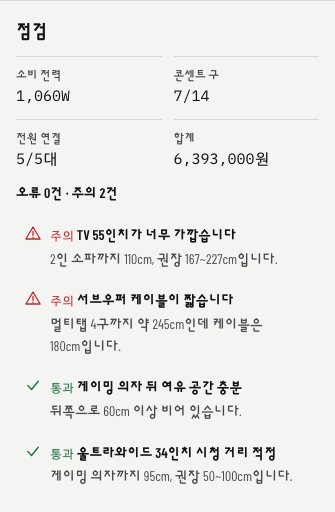 점검
소비 전력
1,060W
콘센트 구
7/14
전원 연결
5/5대
합계
6,393,000원
오류 0건 · 주의 2건
주의 TV 55인치가 너무 가깝습니다
2인 소파까지 110cm, 권장 167~227cm입니다.
주의 서브우퍼 케이블이 짧습니다
멀티탭 4구까지 약 245cm인데 케이블은
180cm입니다.
통과 게이밍 의자 뒤 여유 공간 충분
뒤쪽으로 60cm 이상 비어 있습니다.
통과 울트라와이드 34인치 시청 거리 적정
게이밍 의자까지 95cm, 권장 50~100cm입니다.